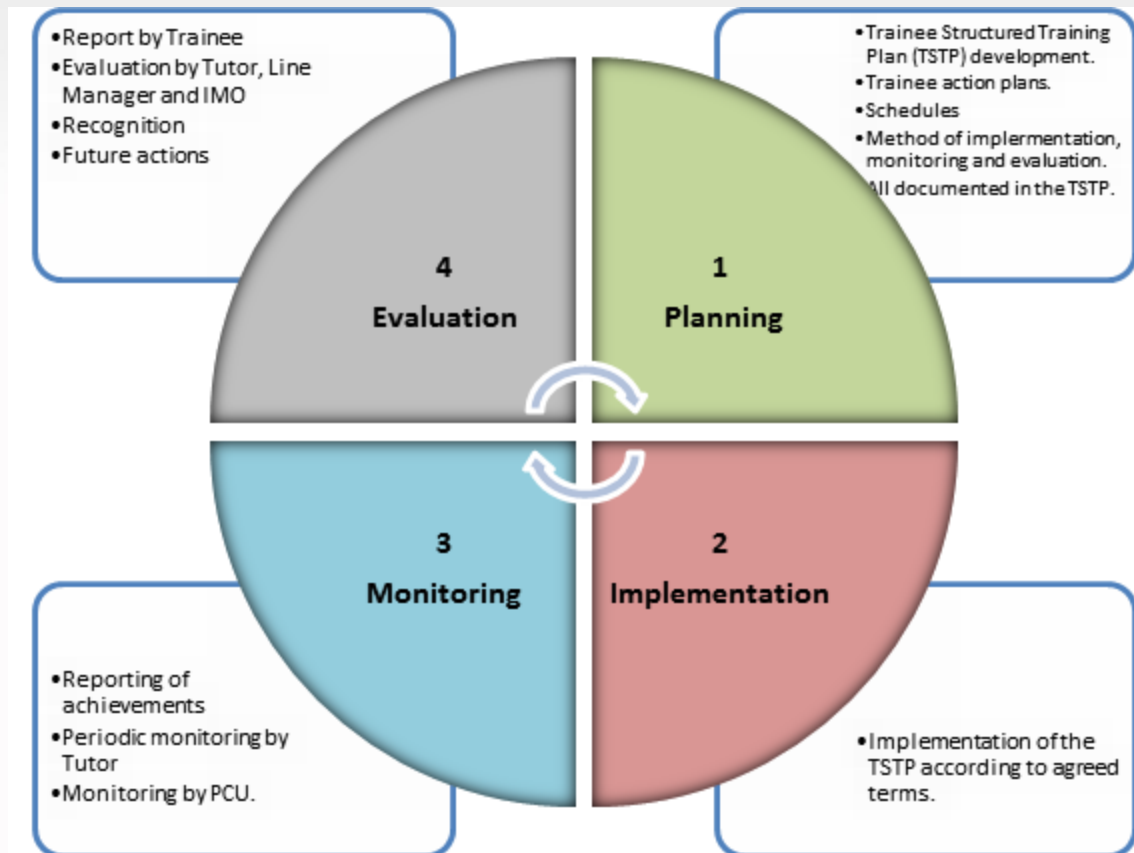 •Report by Trainee
•Evaluation by Tutor, Line
Manager and IMO
•Recognition
•Future actions
•Trainee Structured Training
Plan (TSTP) development.
•Trainee action plans.
•Schedules
•Method of implermentation,
monitoring and evaluation.
All documented in the TSTP.
4
Evaluation
1
Planning
3
Monitoring
2
Implementation
•Reporting of
achievements
•Periodic monitoring by
Tutor
•Monitoring by PCU.
•Implementation of the
TSTP according to agreed
terms.